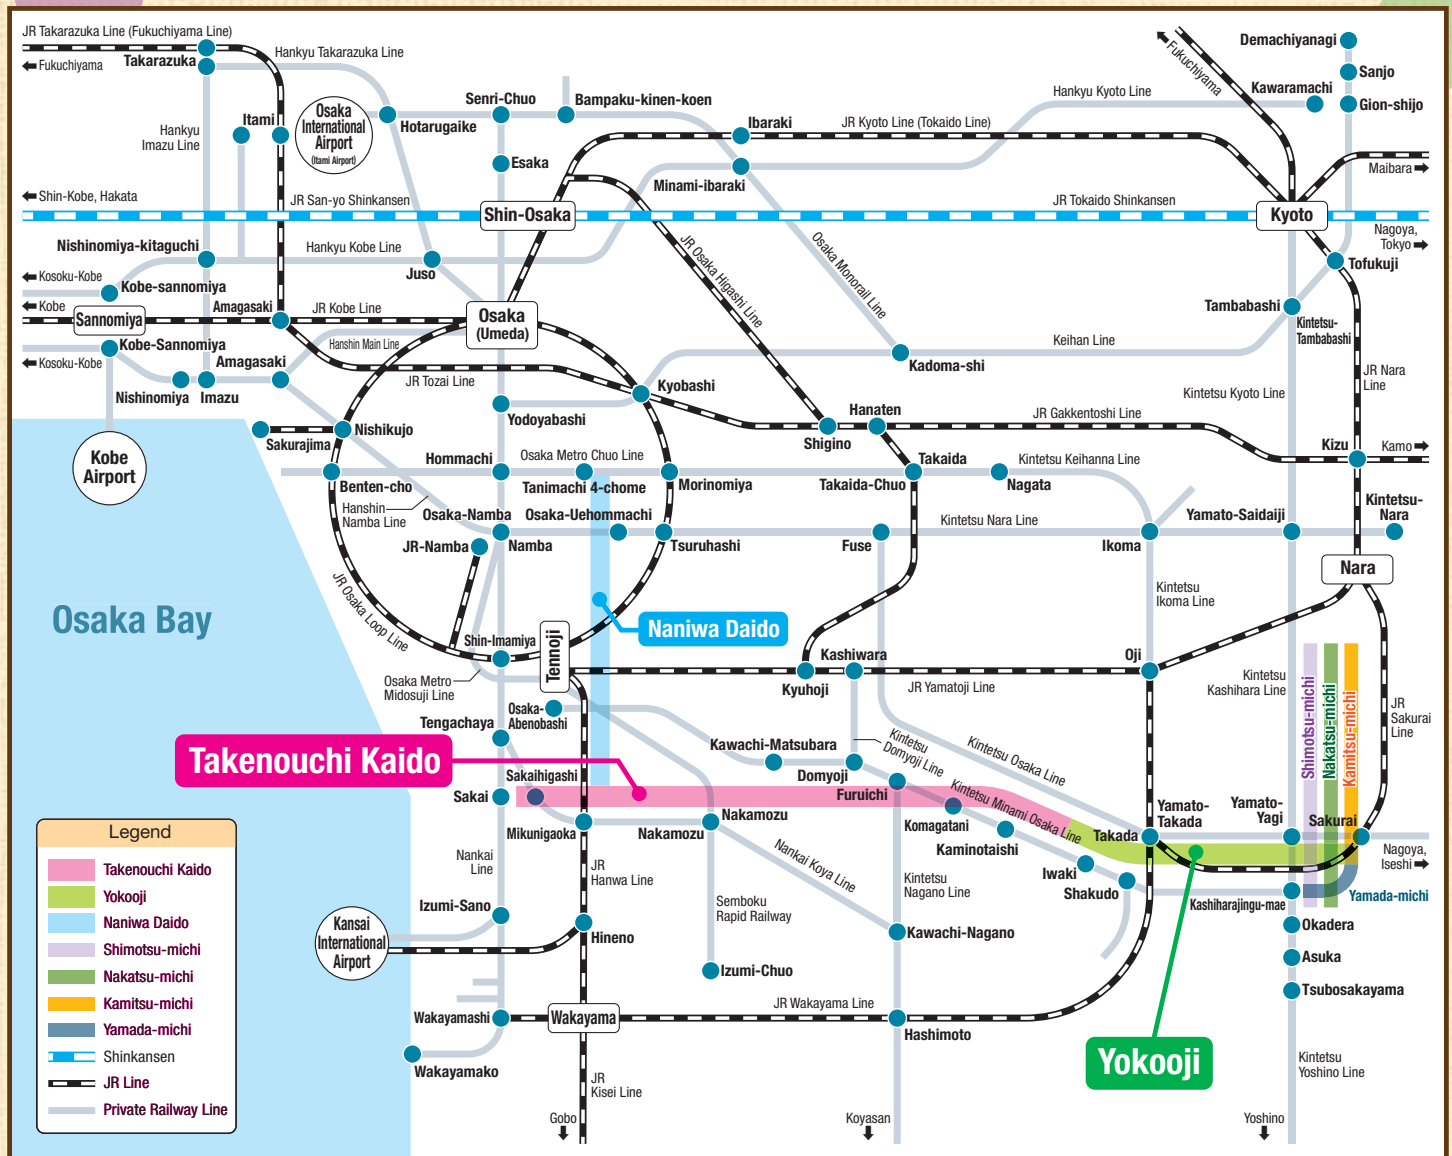 JR Takarazuka Line (Fukuchiyama Line)
Takarazuka
Fukuchiyama
Hankyu Takarazuka Line
Itami
Hankyu
Imazu Line
Osaka
International
Airport
(Itami Airport)
Hotarugaike
Senri-Chuo
Bampaku-kinen-koen
Esaka
Ibaraki
JR Kyoto Line (Tokaido Line)
Minami-ibaraki
Hankyu Kyoto Line
Fukuchiyama
Demachiyanagi
Sanjo
Kawaramachi
Gion-shijo
Maibara
Shin-Kobe, Hakata
JR San-yo Shinkansen
Shin-Osaka
JR Tokaido Shinkansen
Kyoto
Nagoya,
Tokyo
Nishinomiya-kitaguchi
Hankyu Kobe Line
Juso
JR Osaka Higashi Line
Osaka Monorail Line
Tofukuji
Kosoku-Kobe
Kobe-sannomiya
Kobe
Sannomiya
Amagasaki
JR Kobe Line
Osaka
(Umeda)
Tambabashi
Kintetsu-
Tambabashi
Kobe-Sannomiya
Kosoku-Kobe
Amagasaki
Hanshin Main Line
Nishinomiya
Imazu
JR Tozai Line
Kyobashi
Kadoma-shi
Keihan Line
Kintetsu Kyoto Line
JR Nara
Line
Yodoyabashi
Hanaten
Shigino
JR Gakkentoshi Line
Sakurajima
Nishikujo
Kobe
Airport
Kizu
Kamo
Hommachi
Osaka Metro Chuo Line
Benten-cho
Tanimachi 4-chome
Morinomiya
Takaida
Takaida-Chuo
Kintetsu Keihanna Line
Nagata
Hanshin
Namba Line
Osaka-Namba
Osaka-Uehommachi
JR-Namba
Namba
Tsuruhashi
Fuse
Kintetsu Nara Line
Ikoma
Yamato-Saidaiji
Kintetsu-
Nara
Nara
JR Osaka Loop Line
Kintetsu
Ikoma Line
Osaka Bay
Naniwa Daido
Shin-Imamiya
Tennoji
Kashiwara
Kyuhoji
JR Yamatoji Line
Oji
Kintetsu
Kashihara Line
Shimotsu-michi
Nakatsu-michi
Kamitsu-michi
JR
Sakurai
Line
Osaka Metro
Midosuji Line
Osaka-
Abenobashi
Tengachaya
Takenouchi Kaido
Sakaihigashi
Sakai
Kawachi-Matsubara
Domyoji
Kintetsu
Domyoji Line
Kintetsu Osaka Line
Furuichi
Kintetsu Minami Osaka Line
Komagatani
Kaminotaishi
Takada
Yamato-
Takada
Yamato-
Yagi
Sakurai
Nagoya,
Iseshi
Mikunigaoka
Nakamozu
Nakamozu
Nankai Koya Line
Iwaki
Shakudo
Kashiharajingu-mae
Yamada-michi
Nankai
Line
JR
Hanwa Line
Semboku
Rapid Railway
Kintetsu
Nagano Line
Izumi-Sano
Kansai
International
Airport
Hineno
Kawachi-Nagano
Izumi-Chuo
Okadera
Asuka
Tsubosakayama
Wakayamashi
Wakayama
JR Wakayama Line
Hashimoto
Wakayamako
Yokooji
JR
Kisei Line
Kintetsu
Yoshino Line
Gobo
Koyasan
Yoshino
Legend
Takenouchi Kaido
Yokooji
Naniwa Daido
Shimotsu-michi
Nakatsu-michi
Kamitsu-michi
Yamada-michi
Shinkansen
JR Line
Private Railway Line